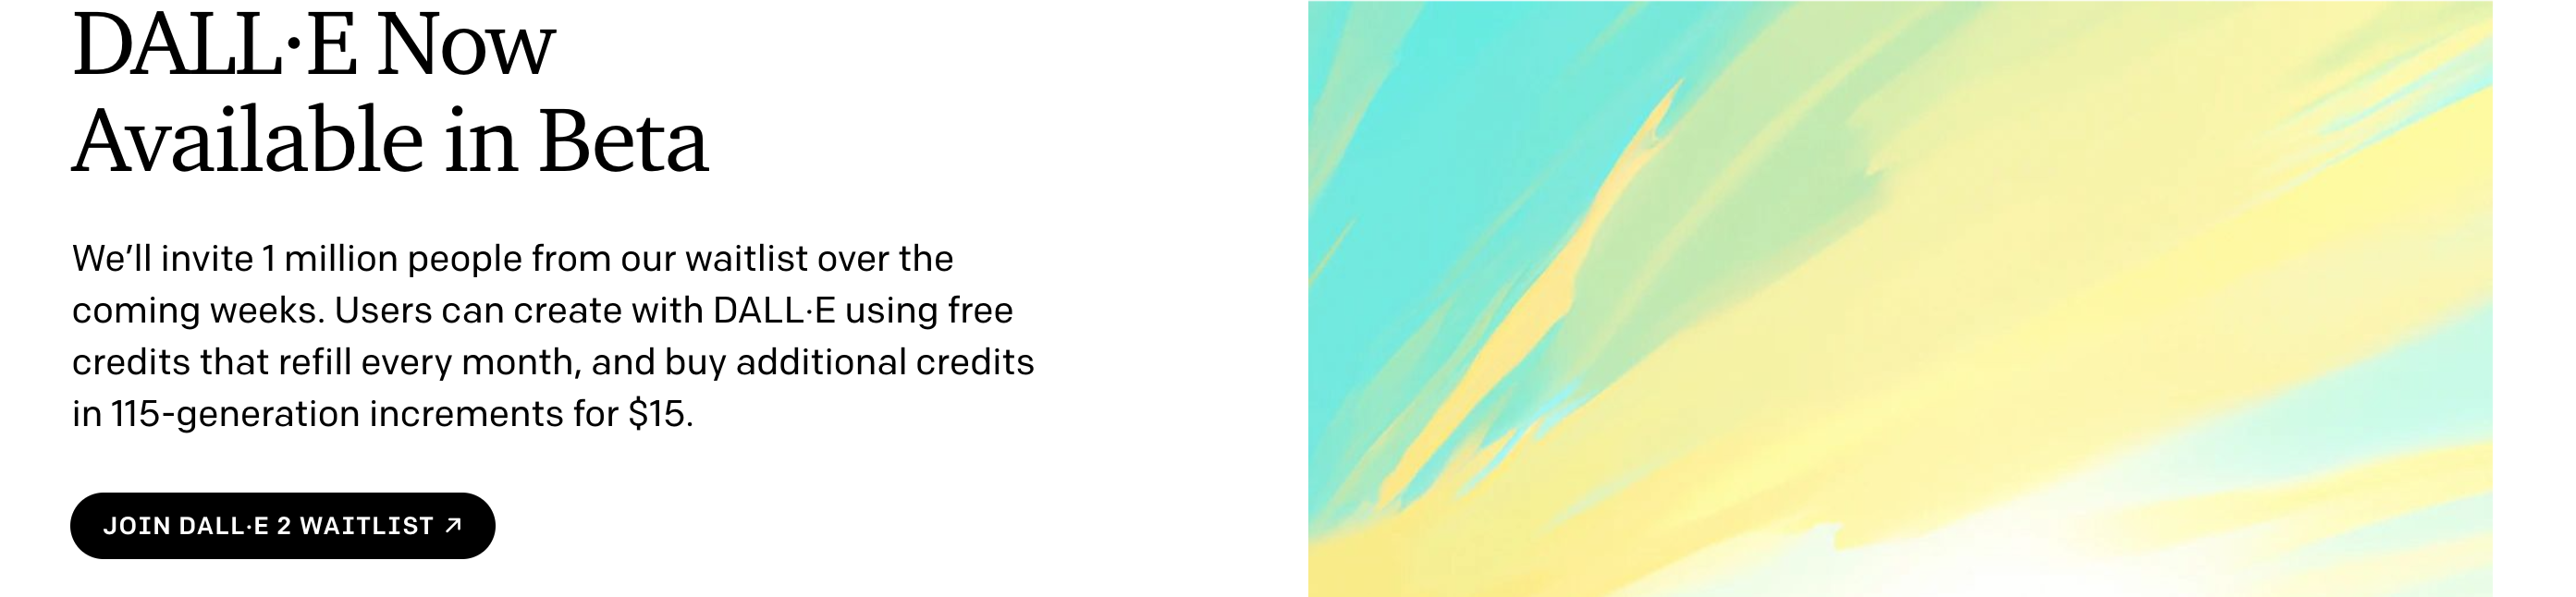 DALL·E Now
Available in Beta
We’ll invite 1 million people from our waitlist over the
coming weeks. Users can create with DALL·E using free
credits that refill every month, and buy additional credits
in 115-generation increments for $15.
JOIN DALL·E 2 WAITLIST ↗